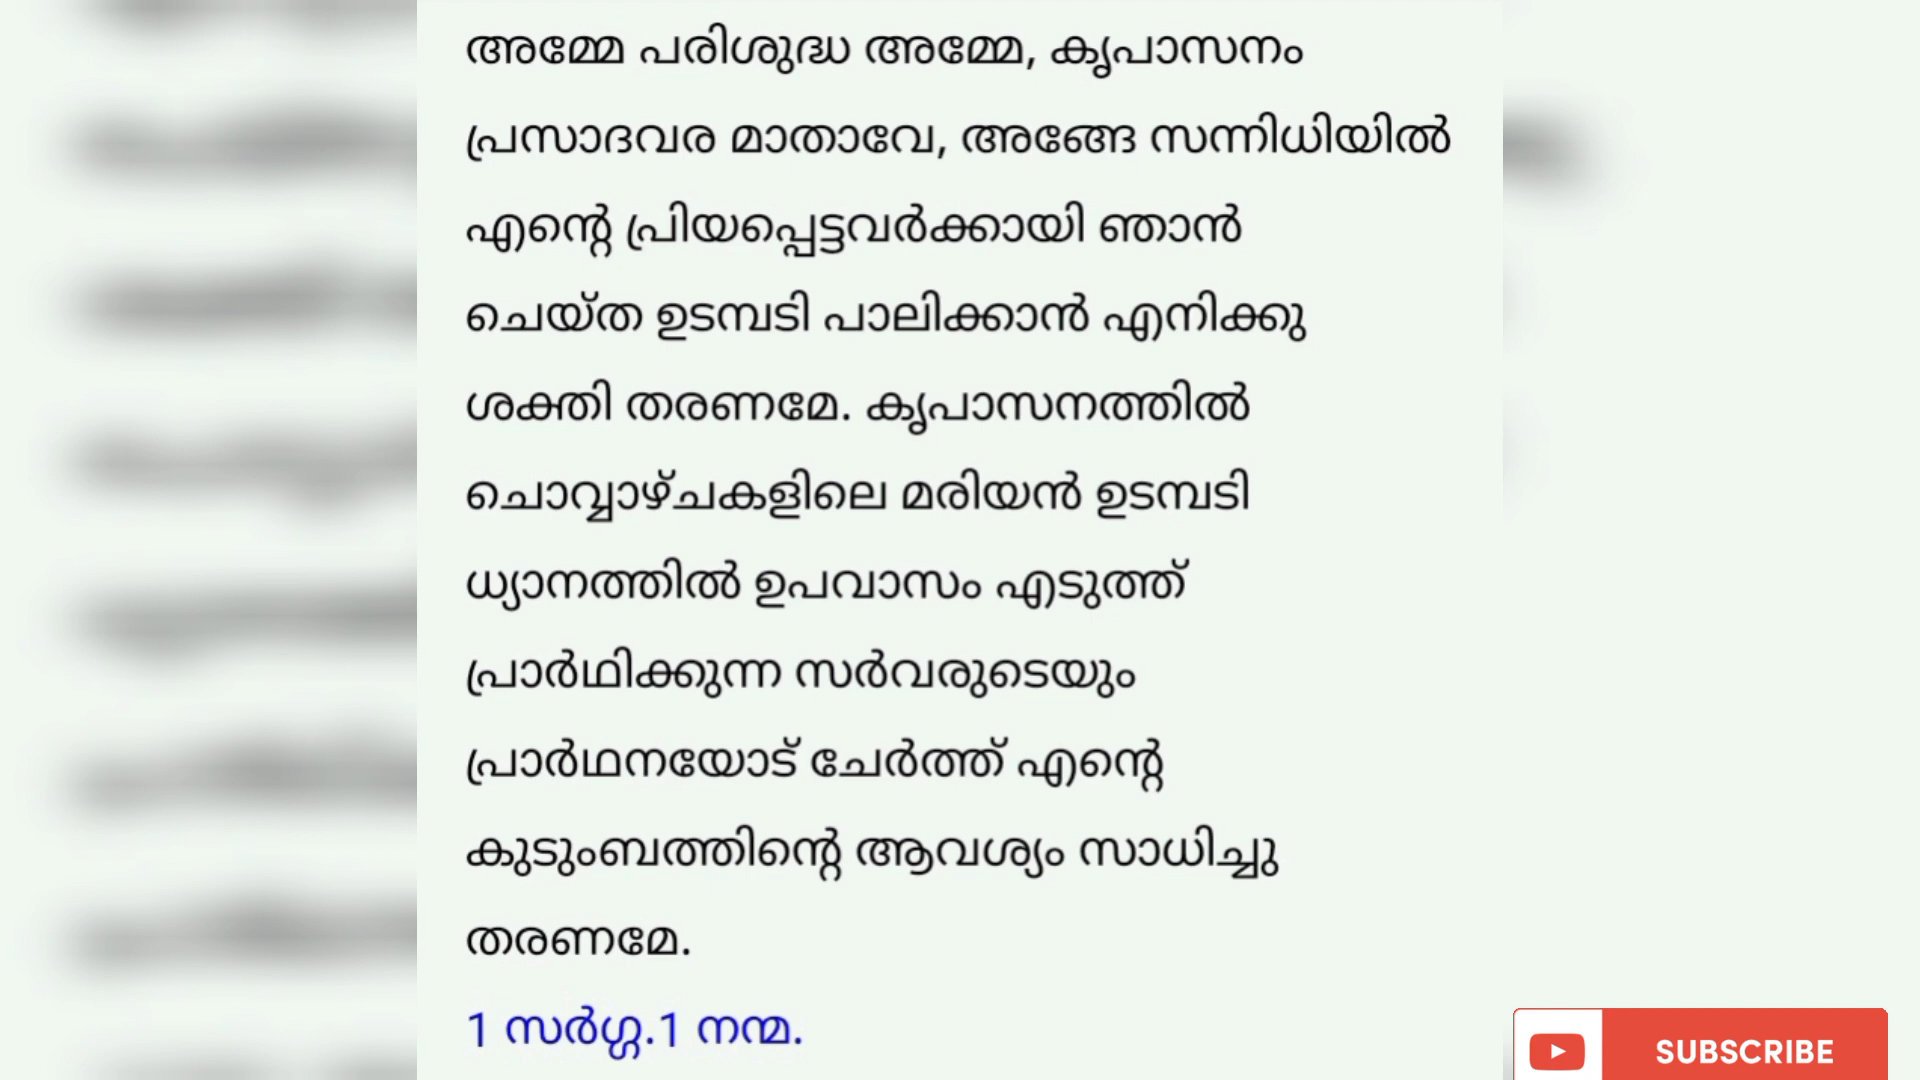 അമ്മേ പരിശുദ്ധ അമ്മേ, കൃപാസനം
പ്രസാദവര മാതാവേ, അങ്ങേ സന്നിധിയിൽ
എന്റെ പ്രിയപ്പെട്ടവർക്കായി ഞാൻ
ചെയ്ത ഉടമ്പടി പാലിക്കാൻ എനിക്കു
ശക്തി തരണമേ. കൃപാസനത്തിൽ
ചൊവ്വാഴ്ചകളിലെ മരിയൻ ഉടമ്പടി
ധ്യാനത്തിൽ ഉപവാസം എടുത്ത്
പ്രാർഥിക്കുന്ന സർവരുടെയും
പ്രാർഥനയോട് ചേർത്ത് എന്റെ
കുടുംബത്തിന്റെ ആവശ്യം സാധിച്ചു
തരണമേ.
1 സർഗ്ഗ.1 നന്മ.
SUBSCRIBE